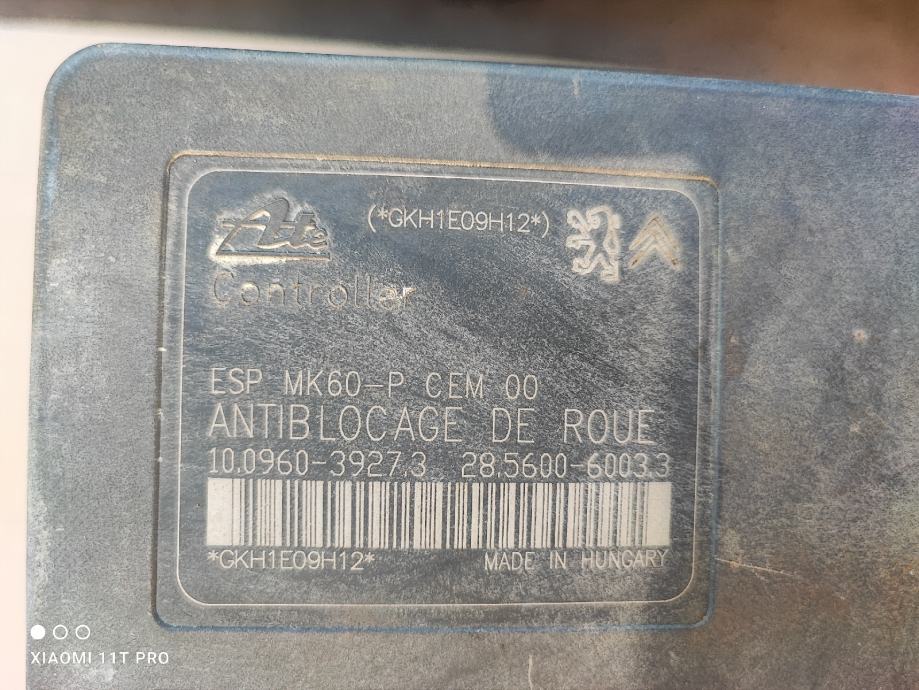 Ate (*GKH1E09H12*)
Controller
ESP MK60-P CEM 00
ANTIBLOCAGE DE ROUE
10.0960-3927.3 28.5600-6003.3
*GKH1E09H12* MADE IN HUNGARY
XIAOMI 11T PRO